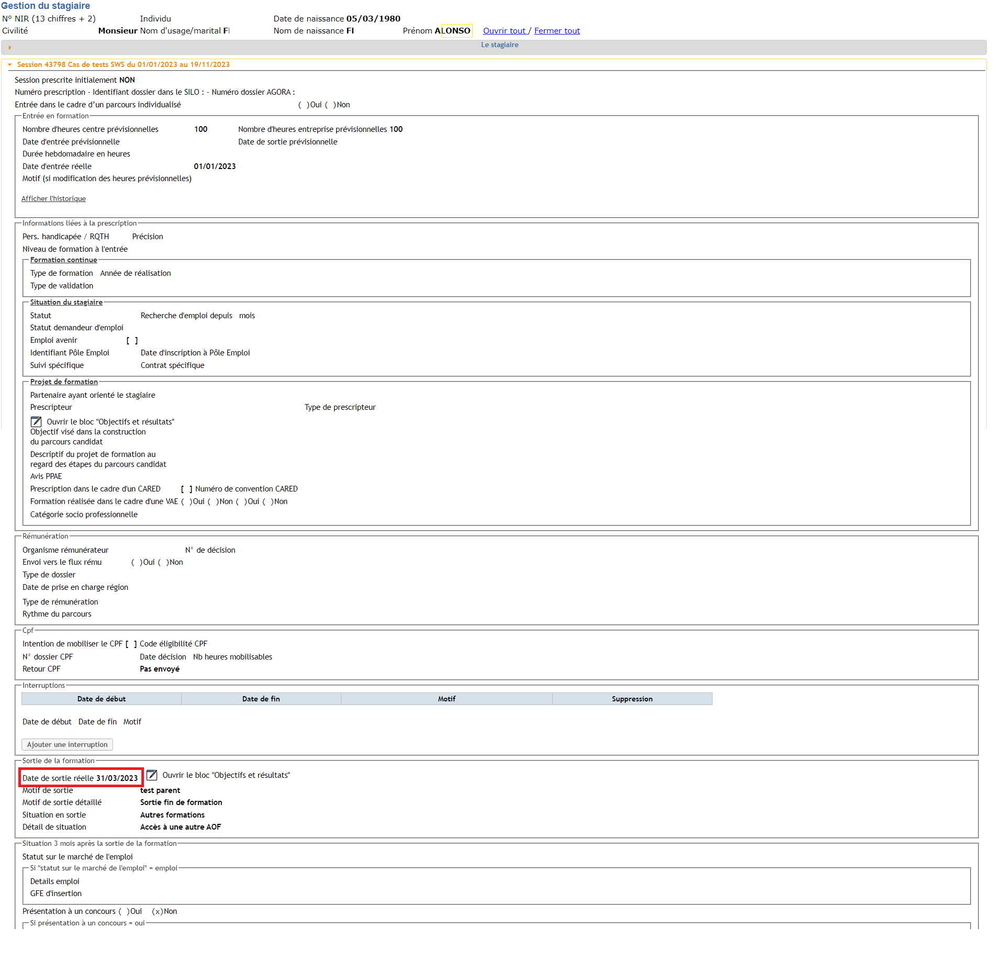 Gestion du stagiaire
N° NIR (13 chiffres + 2) Individu Date de naissance 05/03/1980
Civilité Monsieur Nom d'usage/marital FI Nom de naissance FI Prénom ALONSO Ouvrir tout / Fermer tout
Le stagiaire
Session 43798 Cas de tests SWS du 01/01/2023 au 19/11/2023
Session prescrite initialement NON
Numéro prescription - Identifiant dossier dans le SILO : - Numéro dossier AGORA :
Entrée dans le cadre d’un parcours individualisé ( )Oui ( )Non
Entrée en formation
Nombre d'heures centre prévisionnelles 100 Nombre d'heures entreprise prévisionnelles 100
Date d'entrée prévisionnelle Date de sortie prévisionnelle
Durée hebdomadaire en heures
Date d'entrée réelle 01/01/2023
Motif (si modification des heures prévisionnelles)
Afficher l'historique
Informations liées à la prescription
Pers. handicapée / RQTH Précision
Niveau de formation à l'entrée
Formation continue
Type de formation Année de réalisation
Type de validation
Situation du stagiaire
Statut Recherche d'emploi depuis mois
Statut demandeur d'emploi
Emploi avenir [ ]
Identifiant Pôle Emploi Date d'inscription à Pôle Emploi
Suivi spécifique Contrat spécifique
Projet de formation
Partenaire ayant orienté le stagiaire
Prescripteur Type de prescripteur
Ouvrir le bloc "Objectifs et résultats"
Objectif visé dans la construction
du parcours candidat
Descriptif du projet de formation au
regard des étapes du parcours candidat
Avis PPAE
Prescription dans le cadre d'un CARED [ ] Numéro de convention CARED
Formation réalisée dans le cadre d'une VAE ( )Oui ( )Non ( )Oui ( )Non
Catégorie socio professionnelle
Rémunération
Organisme rémunérateur N° de décision
Envoi vers le flux rému ( )Oui ( )Non
Type de dossier
Date de prise en charge région
Type de rémunération
Rythme du parcours
Cpf
Intention de mobiliser le CPF [ ] Code éligibilité CPF
N° dossier CPF Date décision Nb heures mobilisables
Retour CPF Pas envoyé
Interruptions
Date de début Date de fin Motif Suppression
Date de début Date de fin Motif
Ajouter une interruption
Sortie de la formation
Date de sortie réelle 31/03/2023 Ouvrir le bloc "Objectifs et résultats"
Motif de sortie test parent
Motif de sortie détaillé Sortie fin de formation
Situation en sortie Autres formations
Détail de situation Accès à une autre AOF
Situation 3 mois après la sortie de la formation
Statut sur le marché de l'emploi
Si "statut sur le marché de l'emploi" = emploi
Details emploi
GFE d'insertion
Présentation à un concours ( )Oui (x)Non
Si présentation à un concours = oui